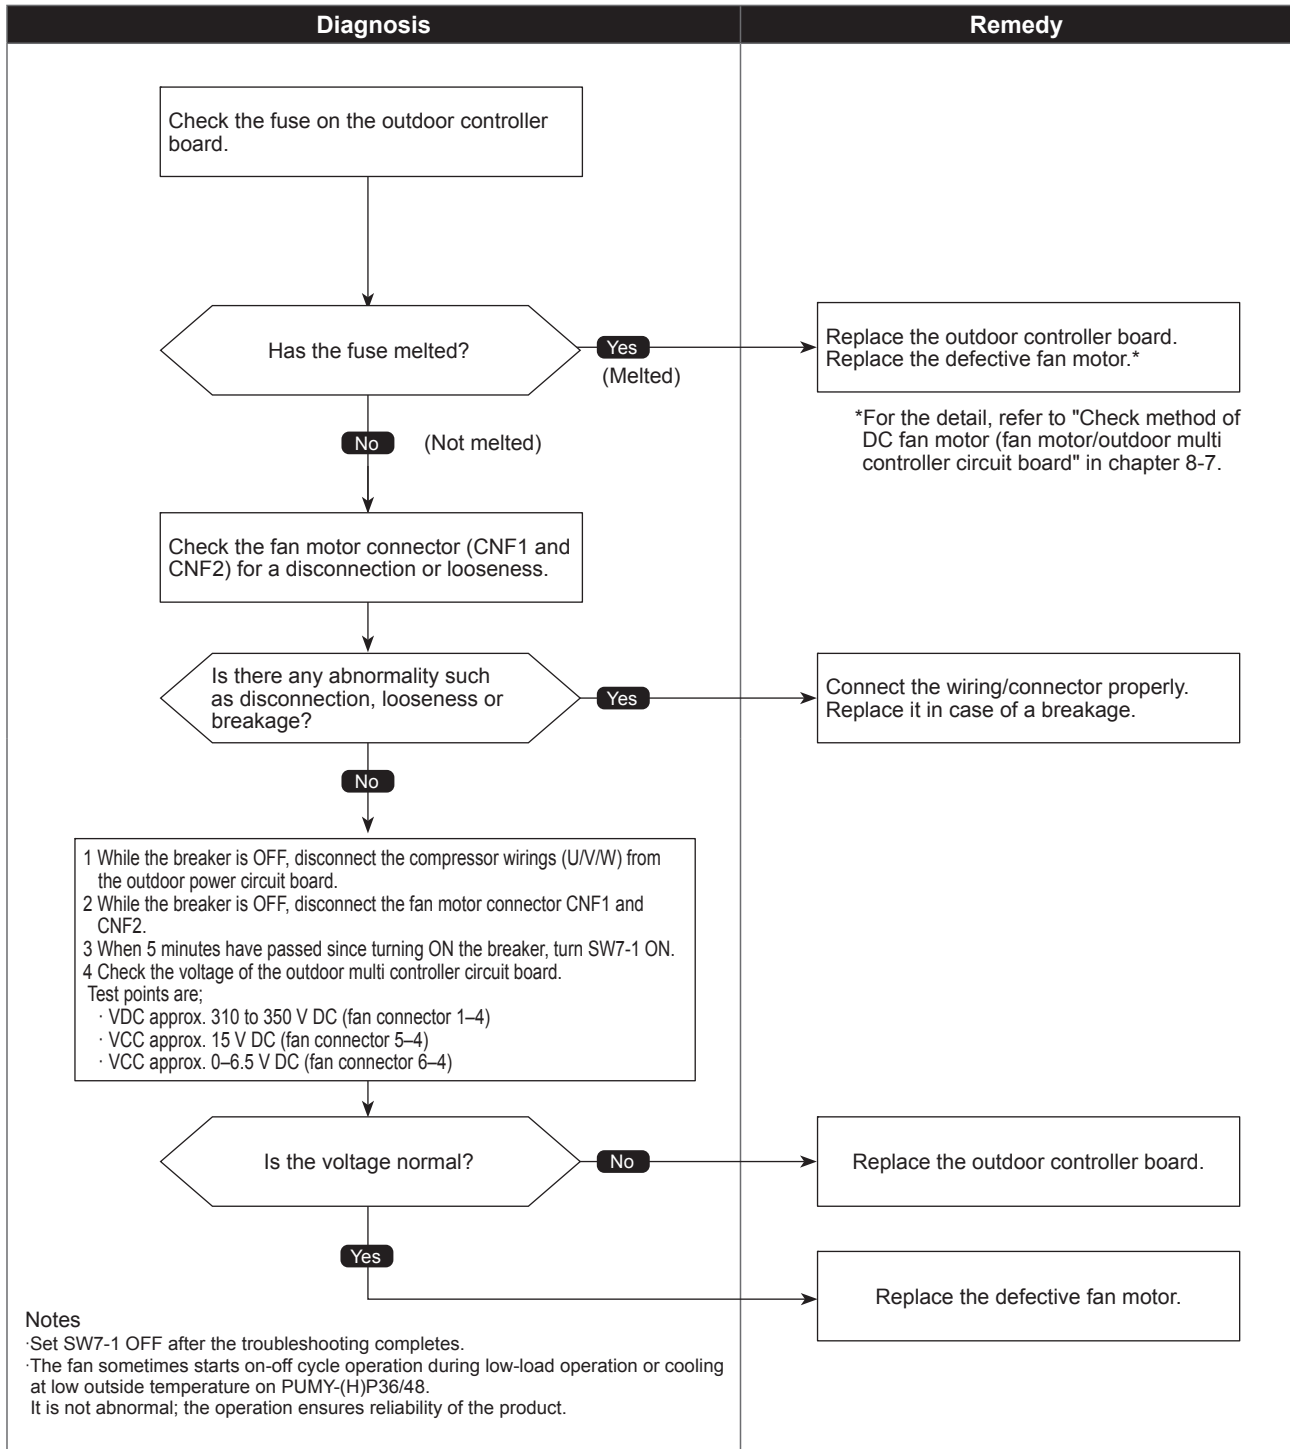 Diagnosis
Remedy
Check the fuse on the outdoor controller
board.
Has the fuse melted?
Yes
(Melted)
Replace the outdoor controller board.
Replace the defective fan motor.*
*For the detail, refer to "Check method of
DC fan motor (fan motor/outdoor multi
controller circuit board" in chapter 8-7.
No
(Not melted)
Check the fan motor connector (CNF1 and
CNF2) for a disconnection or looseness.
Is there any abnormality such
as disconnection, looseness or
breakage?
Yes
Connect the wiring/connector properly.
Replace it in case of a breakage.
No
1 While the breaker is OFF, disconnect the compressor wirings (U/V/W) from
the outdoor power circuit board.
2 While the breaker is OFF, disconnect the fan motor connector CNF1 and
CNF2.
3 When 5 minutes have passed since turning ON the breaker, turn SW7-1 ON.
4 Check the voltage of the outdoor multi controller circuit board.
Test points are;
· VDC approx. 310 to 350 V DC (fan connector 1–4)
· VCC approx. 15 V DC (fan connector 5–4)
· VCC approx. 0–6.5 V DC (fan connector 6–4)
Is the voltage normal?
No
Replace the outdoor controller board.
Yes
Replace the defective fan motor.
Notes
·Set SW7-1 OFF after the troubleshooting completes.
·The fan sometimes starts on-off cycle operation during low-load operation or cooling
at low outside temperature on PUMY-(H)P36/48.
It is not abnormal; the operation ensures reliability of the product.